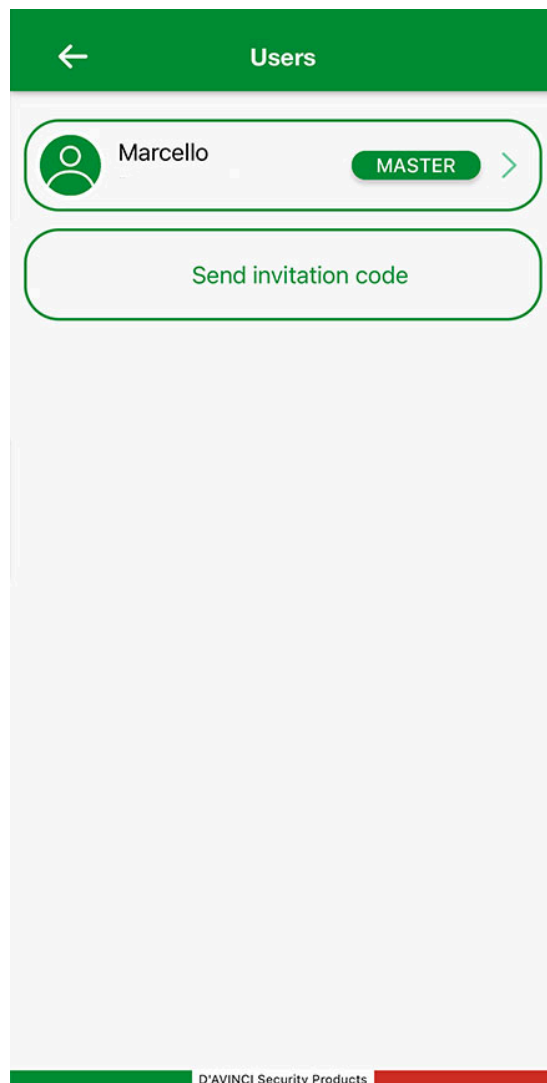 Users
Marcello
MASTER
Send invitation code
D'AVINCI Security Products